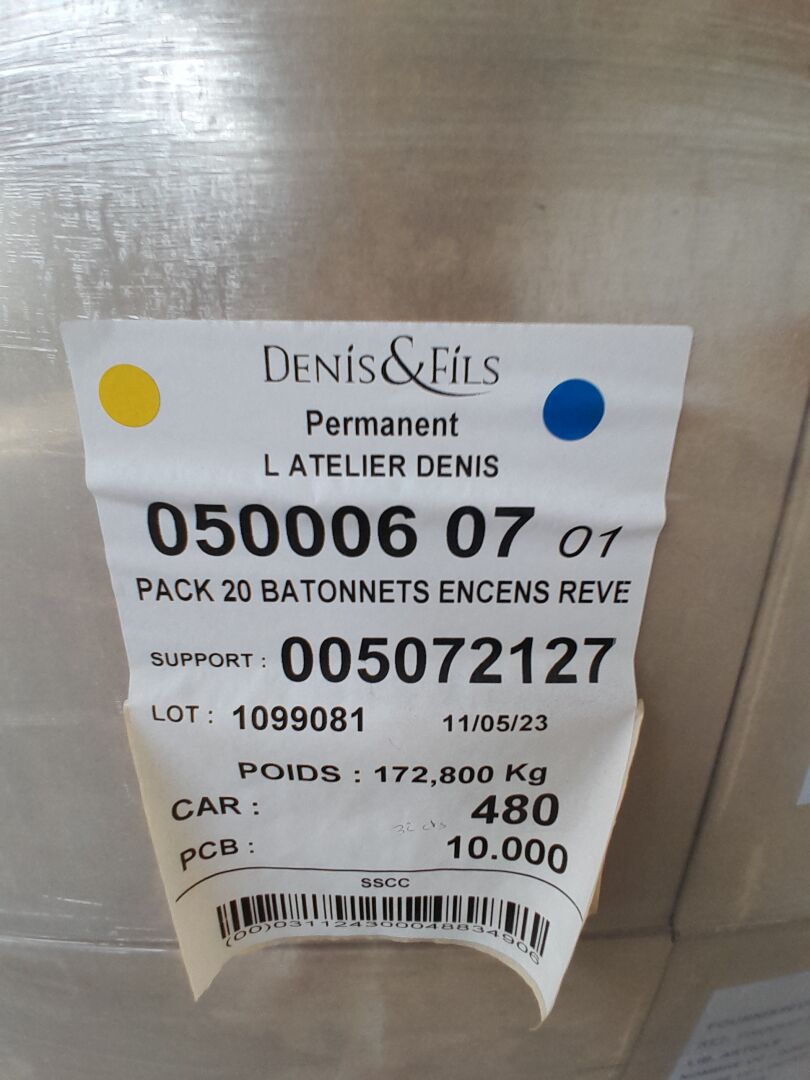 DENIS&FILS
Permanent
L ATELIER DENIS
050006 07 01
PACK 20 BATONNETS ENCENS REVE
SUPPORT : 005072127
LOT : 1099081 11/05/23
POIDS : 172,800 Kg
CAR : 480
PCB : 10.000
SSCC
(00)031124300048834906